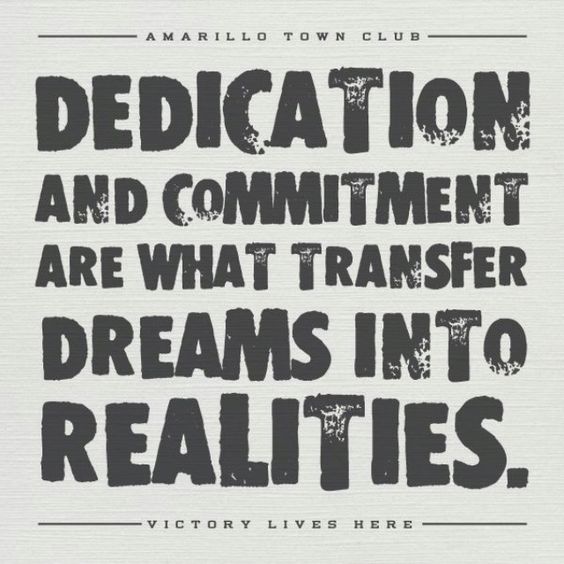 AMARILLO TOWN CLUB
DEDICATION
AND COMMITMENT
ARE WHAT TRANSFER
DREAMS INTO
REALITIES.
VICTORY LIVES HERE